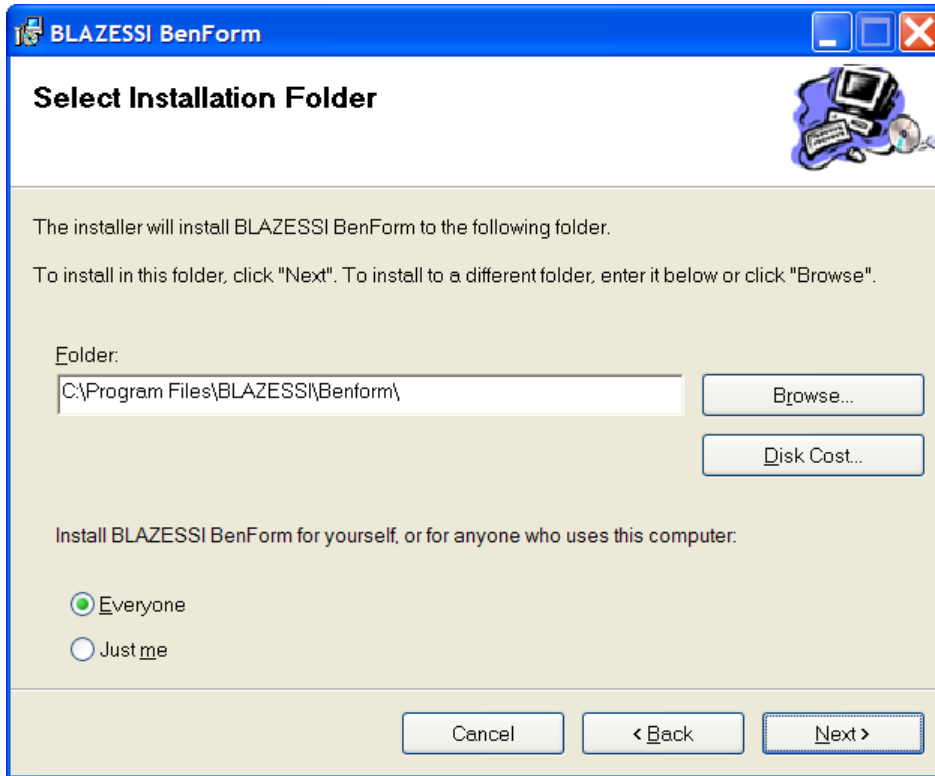 BLAZESSI BenForm
Select Installation Folder
The installer will install BLAZESSI BenForm to the following folder.
To install in this folder, click "Next". To install to a different folder, enter it below or click "Browse".
Folder:
C:\Program Files\BLAZESSI\Benform\
Browse...
Disk Cost...
Install BLAZESSI BenForm for yourself, or for anyone who uses this computer:
Everyone
Just me
Cancel
< Back
Next >